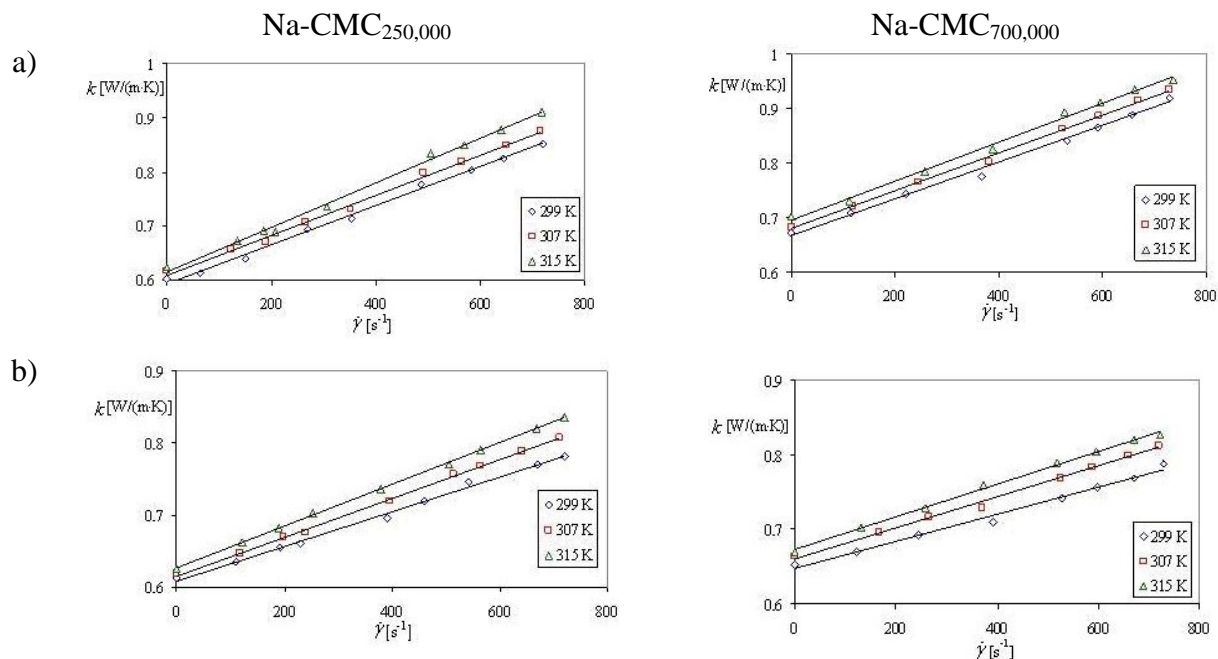 Na-CMC250,000
Na-CMC700,000
a)
1
k [W/(m·K)]
0.9
0.8
0.7
0.6
0
200
400
600
800
γ̇ [s-1]
299 K
307 K
315 K
1
k [W/(m·K)]
0.9
0.8
0.7
0.6
0
200
400
600
800
γ̇ [s-1]
299 K
307 K
315 K
b)
0.9
k [W/(m·K)]
0.8
0.7
0.6
0
200
400
600
800
γ̇ [s-1]
299 K
307 K
315 K
0.9
k [W/(m·K)]
0.8
0.7
0.6
0
200
400
600
800
γ̇ [s-1]
299 K
307 K
315 K